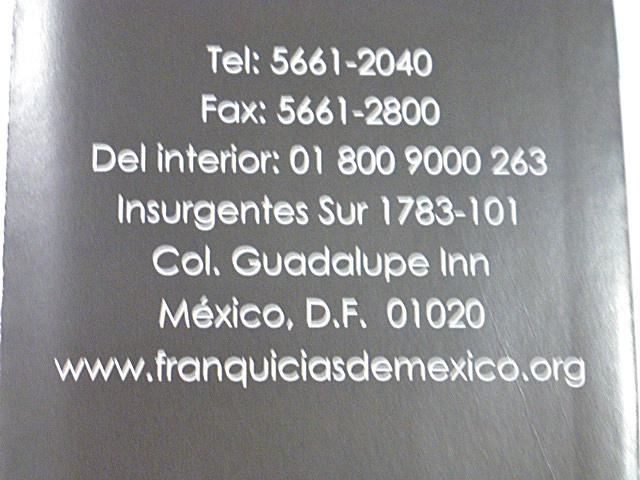 Tel: 5661-2040
Fax: 5661-2800
Del interior: 01 800 9000 263
Insurgentes Sur 1783-101
Col. Guadalupe Inn
México, D.F. 01020
www.franquiciasdemexico.org